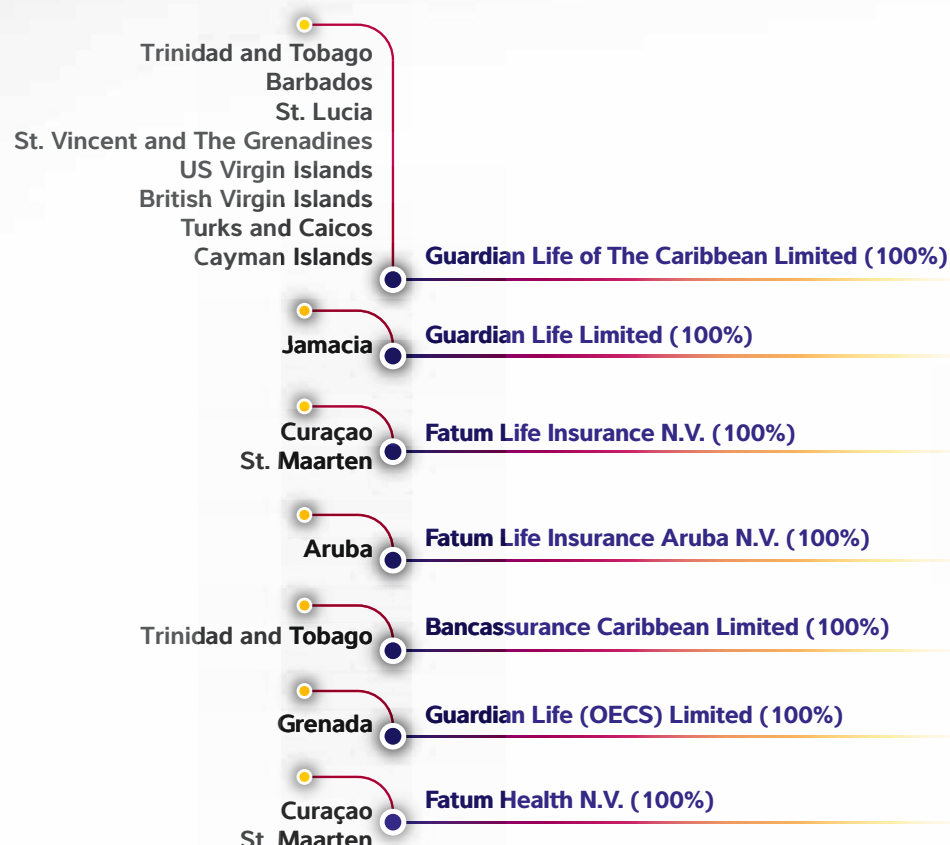 Trinidad and Tobago
Barbados
St. Lucia
St. Vincent and The Grenadines
US Virgin Islands
British Virgin Islands
Turks and Caicos
Cayman Islands
Guardian Life of The Caribbean Limited (100%)
Jamacia
Guardian Life Limited (100%)
Curaçao
St. Maarten
Fatum Life Insurance N.V. (100%)
Aruba
Fatum Life Insurance Aruba N.V. (100%)
Trinidad and Tobago
Bancassurance Caribbean Limited (100%)
Grenada
Guardian Life (OECS) Limited (100%)
Curaçao
St. Maarten
Fatum Health N.V. (100%)